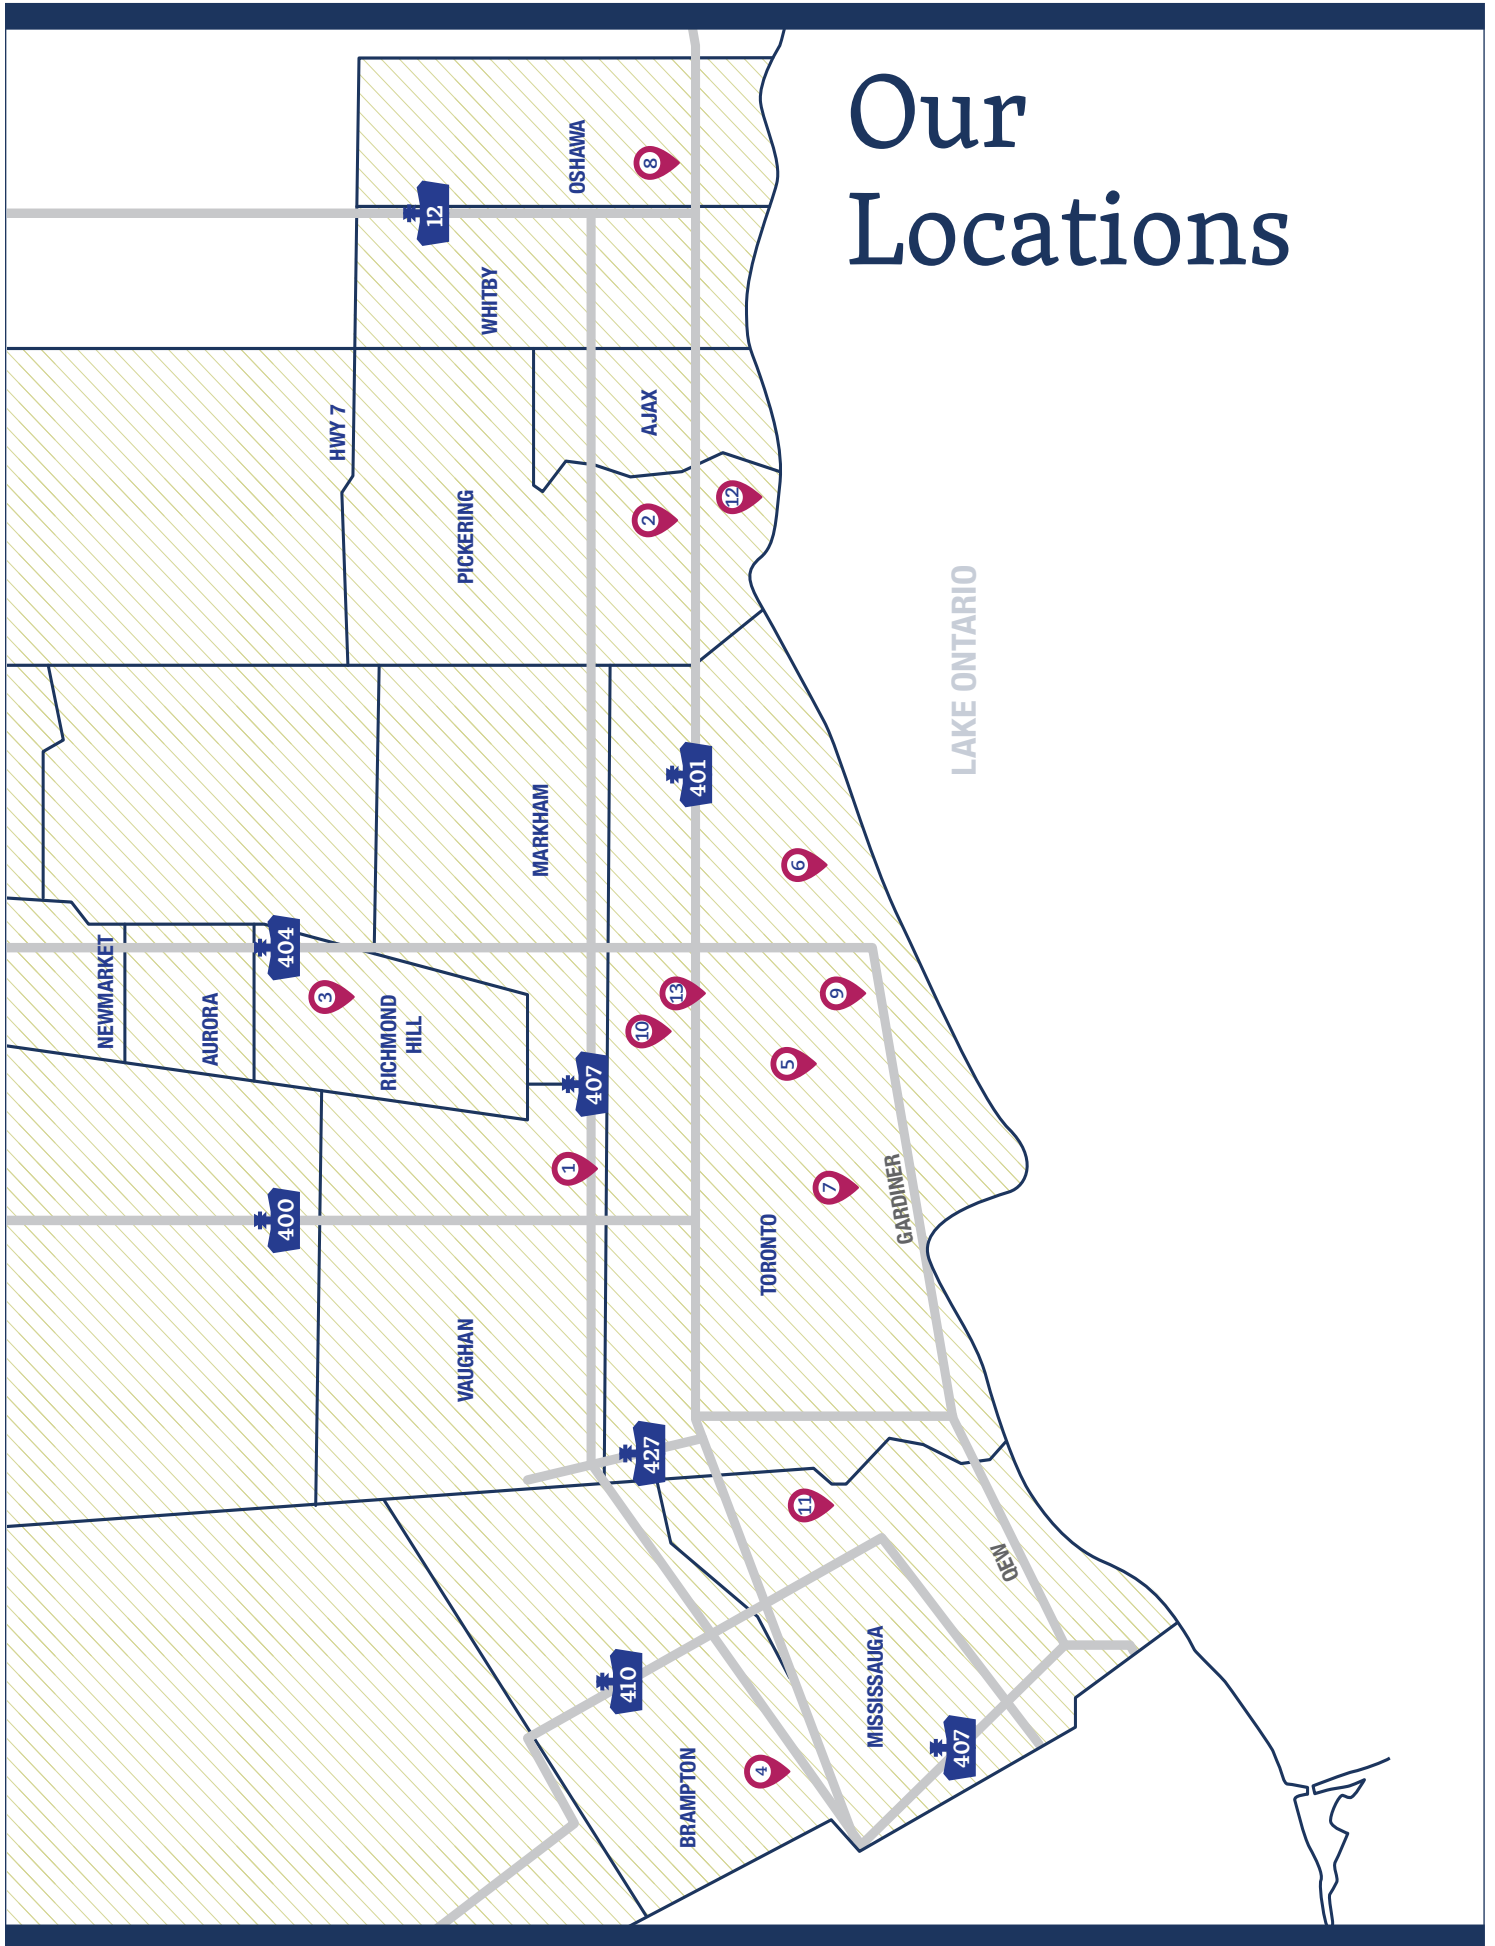 Our
Locations
OSHAWA
8
12
WHITBY
HWY 7
AJAX
PICKERING
2
12
LAKE ONTARIO
401
MARKHAM
6
NEWMARKET
404
AURORA
3
RICHMOND
HILL
13
10
9
5
407
1
7
400
GARDINER
TORONTO
VAUGHAN
427
11
QEW
410
MISSISSAUGA
407
BRAMPTON
4